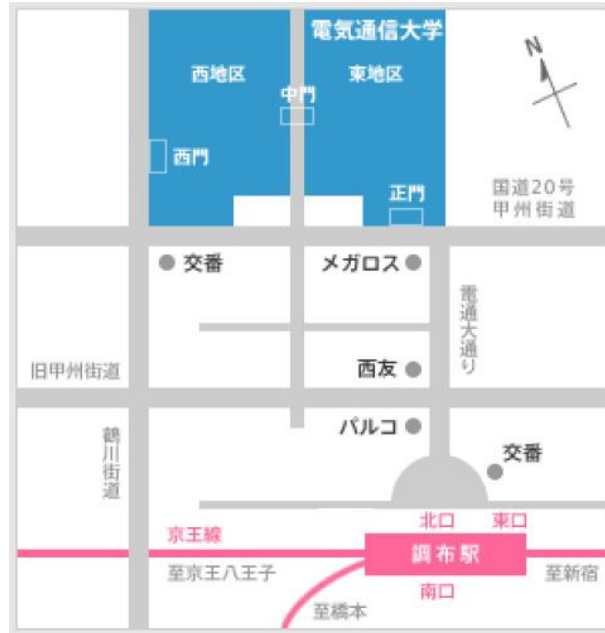 電気通信大学
西地区
東地区
中門
西門
正門
N
国道20号
甲州街道
交番
メガロス
電通大通り
旧甲州街道
西友
パルコ
鶴川街道
交番
北口
東口
京王線
調布駅
至京王八王子
至新宿
南口
至橋本